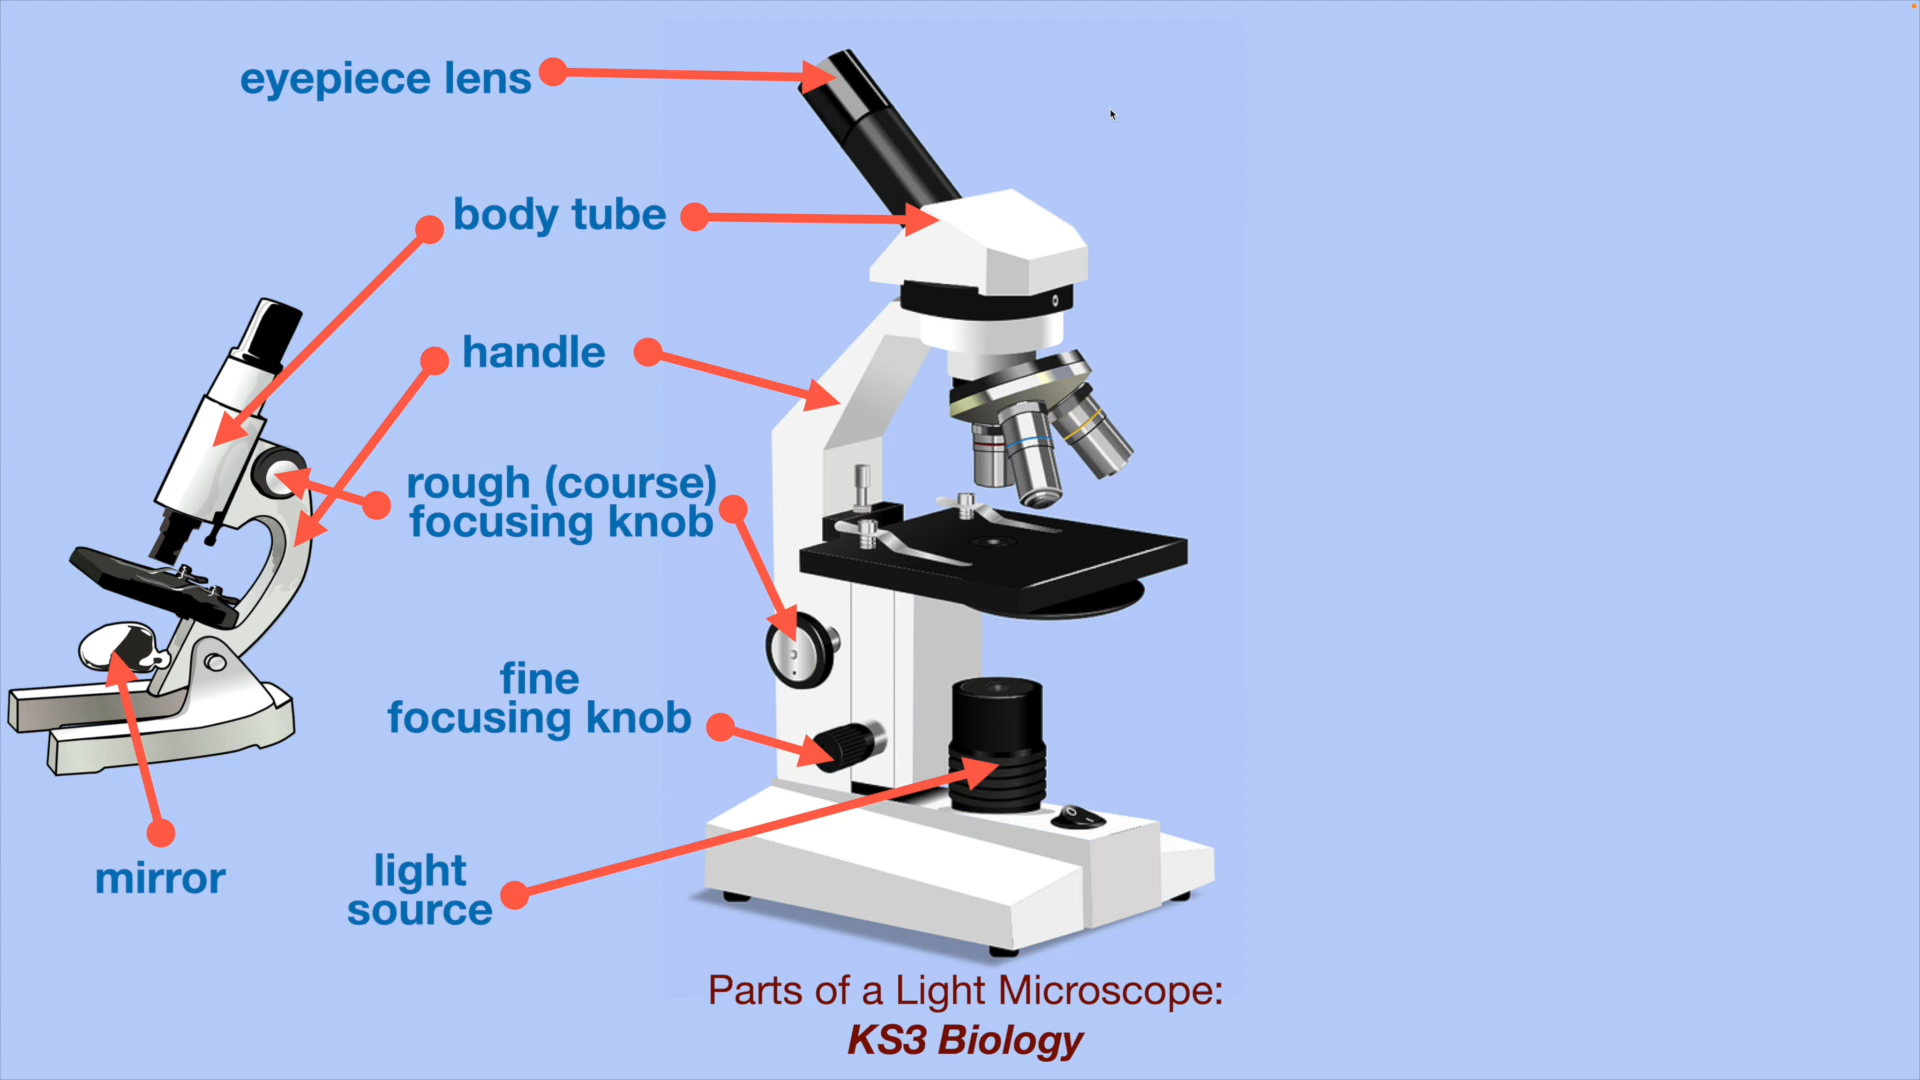 eyepiece lens
body tube
handle
rough (course)
focusing knob
fine
focusing knob
mirror
light
source
Parts of a Light Microscope:
KS3 Biology